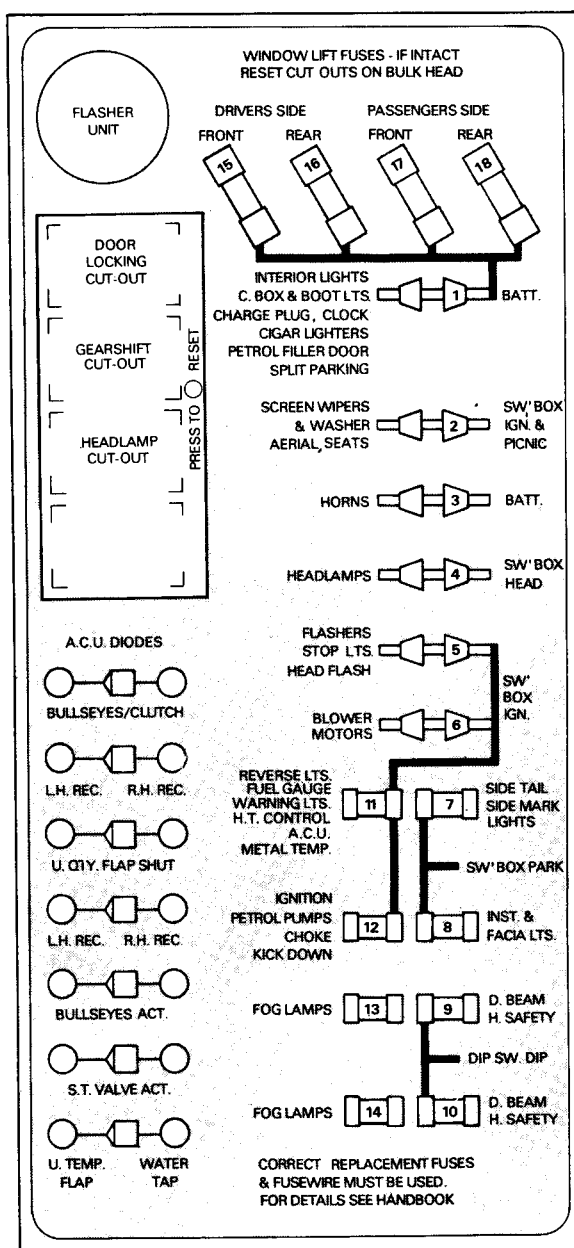 WINDOW LIFT FUSES - IF INTACT
RESET CUT OUTS ON BULK HEAD
FLASHER
UNIT
DRIVERS SIDE
PASSENGERS SIDE
FRONT
REAR
FRONT
REAR
15
16
17
18
DOOR
LOCKING
CUT-OUT
GEARSHIFT
CUT-OUT
HEADLAMP
CUT-OUT
PRESS TO RESET
INTERIOR LIGHTS
C. BOX & BOOT LTS.
CHARGE PLUG, CLOCK
CIGAR LIGHTERS
PETROL FILLER DOOR
SPLIT PARKING
1
BATT.
SCREEN WIPERS
& WASHER
AERIAL, SEATS
2
SW' BOX
IGN. &
PICNIC
HORNS
3
BATT.
HEADLAMPS
4
SW' BOX
HEAD
FLASHERS
STOP LTS.
HEAD FLASH
5
SW'
BOX
IGN.
BLOWER
MOTORS
6
REVERSE LTS.
FUEL GAUGE
WARNING LTS.
H.T. CONTROL
A.C.U.
METAL TEMP.
11
7
SIDE TAIL
SIDE MARK
LIGHTS
SW' BOX PARK
IGNITION
PETROL PUMPS
CHOKE
KICK DOWN
12
8
INST. &
FACIA LTS.
FOG LAMPS
13
9
D. BEAM
H. SAFETY
DIP SW. DIP
FOG LAMPS
14
10
D. BEAM
H. SAFETY
A.C.U. DIODES
BULLSEYES/CLUTCH
L.H. REC.
R.H. REC.
U. QTY. FLAP SHUT
L.H. REC.
R.H. REC.
BULLSEYES ACT.
S.T. VALVE ACT.
U. TEMP.
FLAP
WATER
TAP
CORRECT REPLACEMENT FUSES
& FUSEWIRE MUST BE USED.
FOR DETAILS SEE HANDBOOK